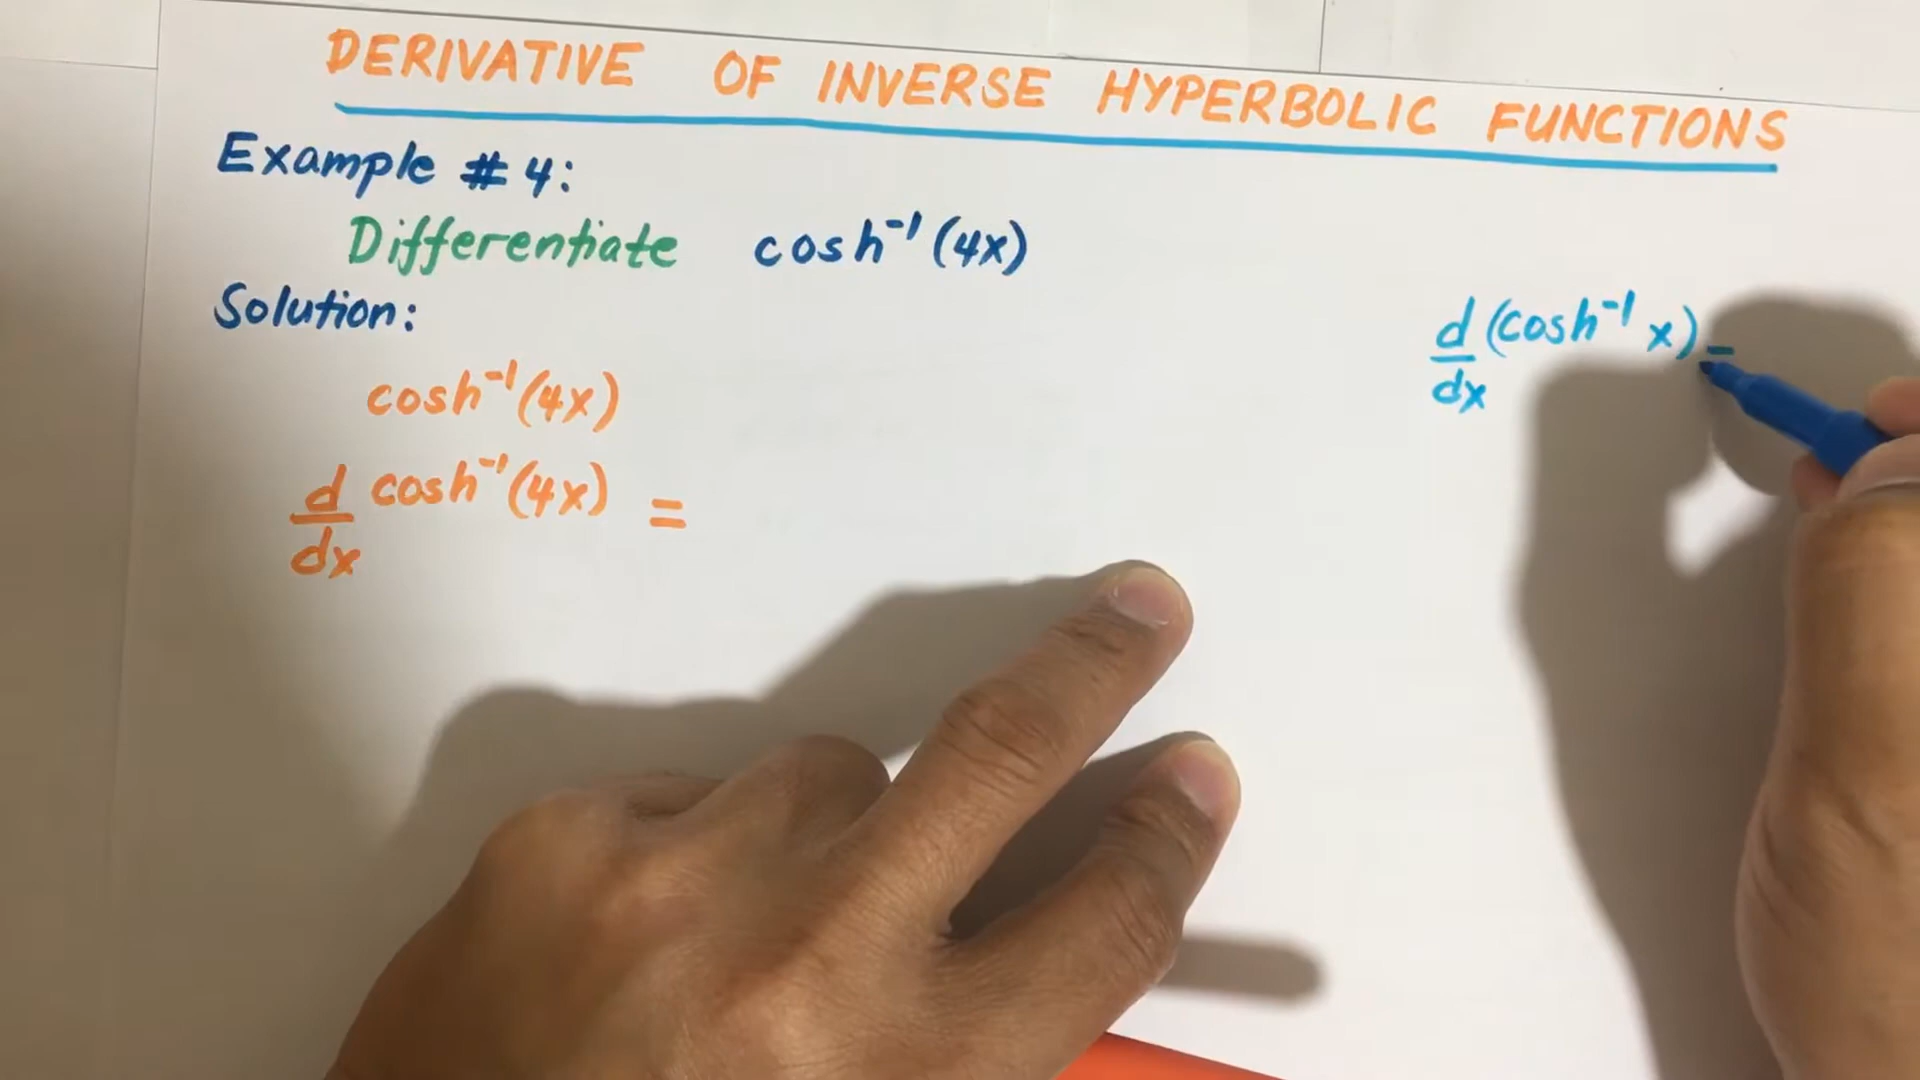 DERIVATIVE OF INVERSE HYPERBOLIC FUNCTIONS
Example # 4:
Differentiate cosh⁻¹(4x)
Solution:
cosh⁻¹(4x)
d/dx cosh⁻¹(4x) =
d/dx (cosh⁻¹ x) =